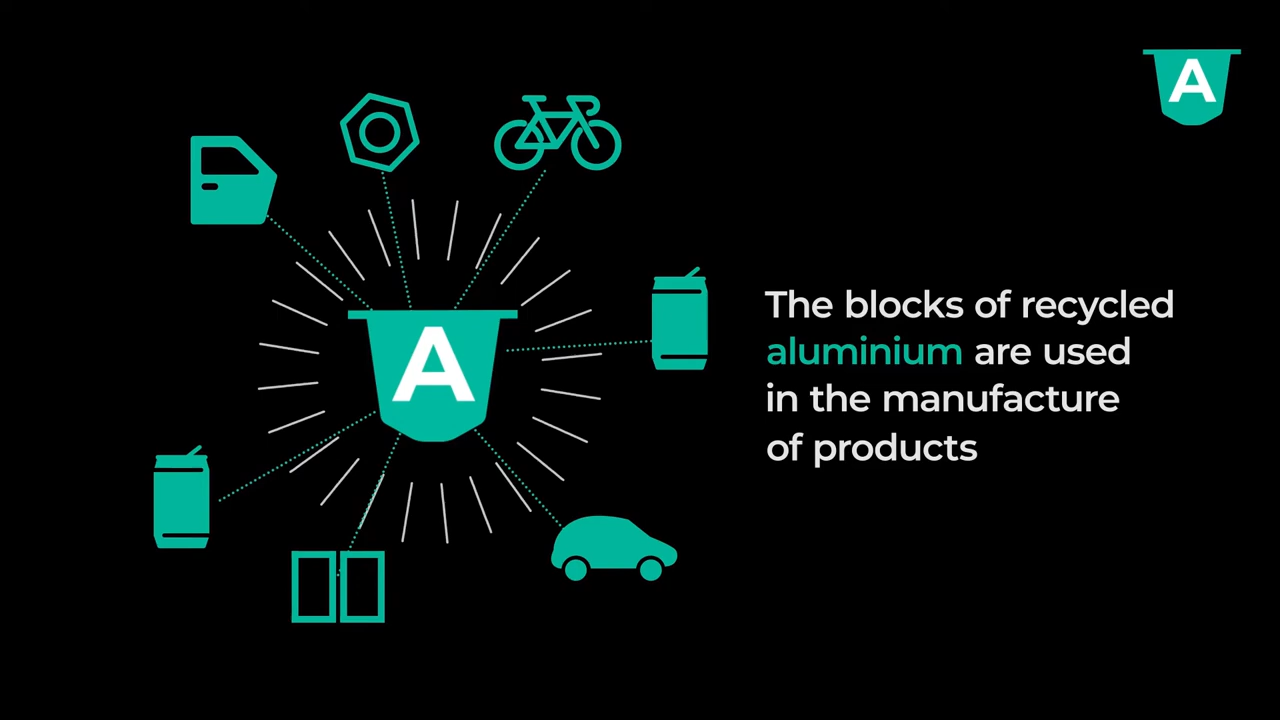 A
A
The blocks of recycled
aluminium are used
in the manufacture
of products